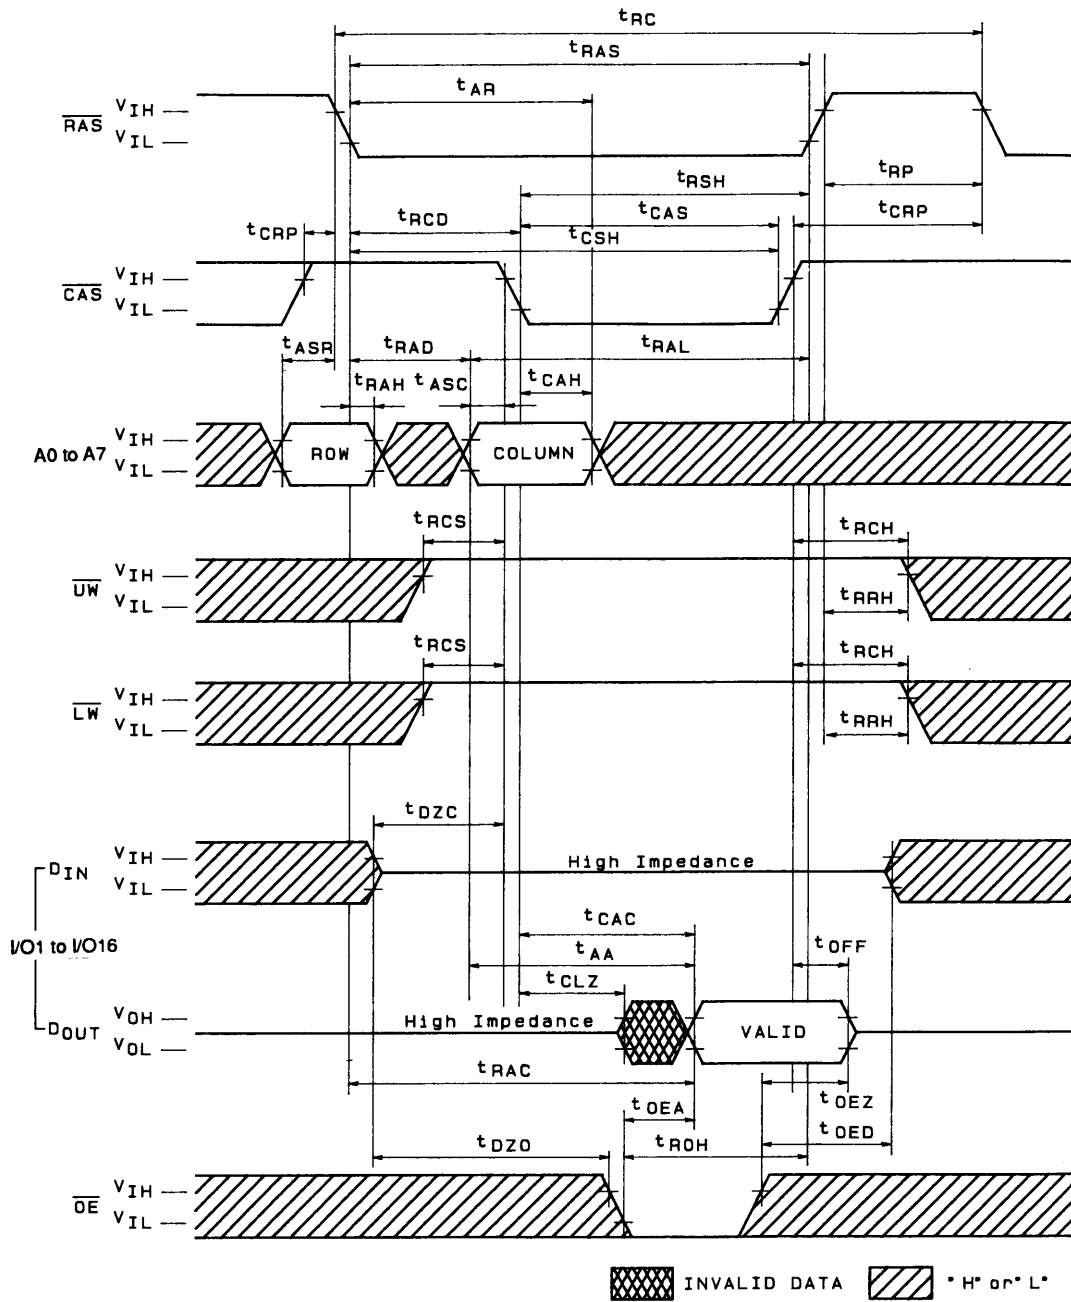 tRC
tRAS
tAR
RAS VIH VIL
tRSH tRP
tCRP tRCD tCAS tCRP
tCSH
CAS VIH VIL
tASR tRAD tRAL
tRAH tASC tCAH
A0 to A7 VIH VIL ROW COLUMN
tRCS tRCH
UW VIH VIL
tRRH
tRCS tRCH
LW VIH VIL
tRRH
tDZC
DIN VIH VIL High Impedance
I/O1 to I/O16
tCAC
tAA tOFF
tCLZ
DOUT VOH VOL High Impedance VALID
tRAC
tOEA tOEZ
tDZO tROH tOED
OE VIH VIL
INVALID DATA "H" or "L"